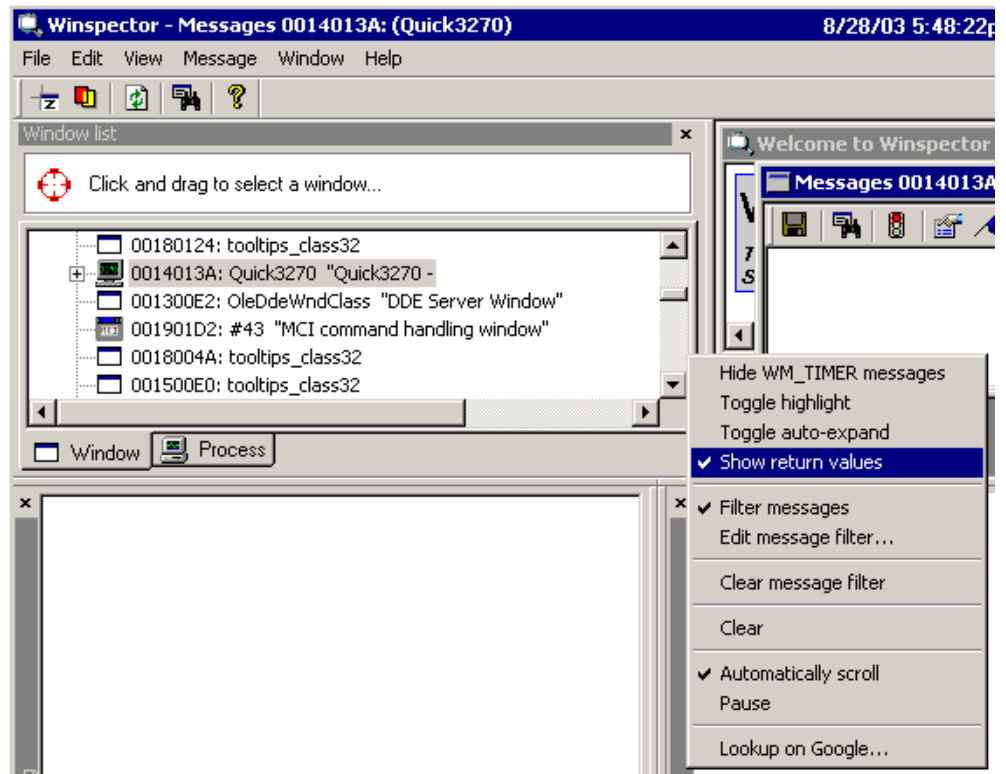 Winspector - Messages 0014013A: (Quick3270) 8/28/03 5:48:22p
File Edit View Message Window Help
Window list
Click and drag to select a window...
00180124: tooltips_class32
0014013A: Quick3270 "Quick3270 -
001300E2: OleDdeWndClass "DDE Server Window"
001901D2: #43 "MCI command handling window"
0018004A: tooltips_class32
001500E0: tooltips_class32
Window Process
Welcome to Winspector
Messages 0014013A
Hide WM_TIMER messages
Toggle highlight
Toggle auto-expand
Show return values
Filter messages
Edit message filter...
Clear message filter
Clear
Automatically scroll
Pause
Lookup on Google...